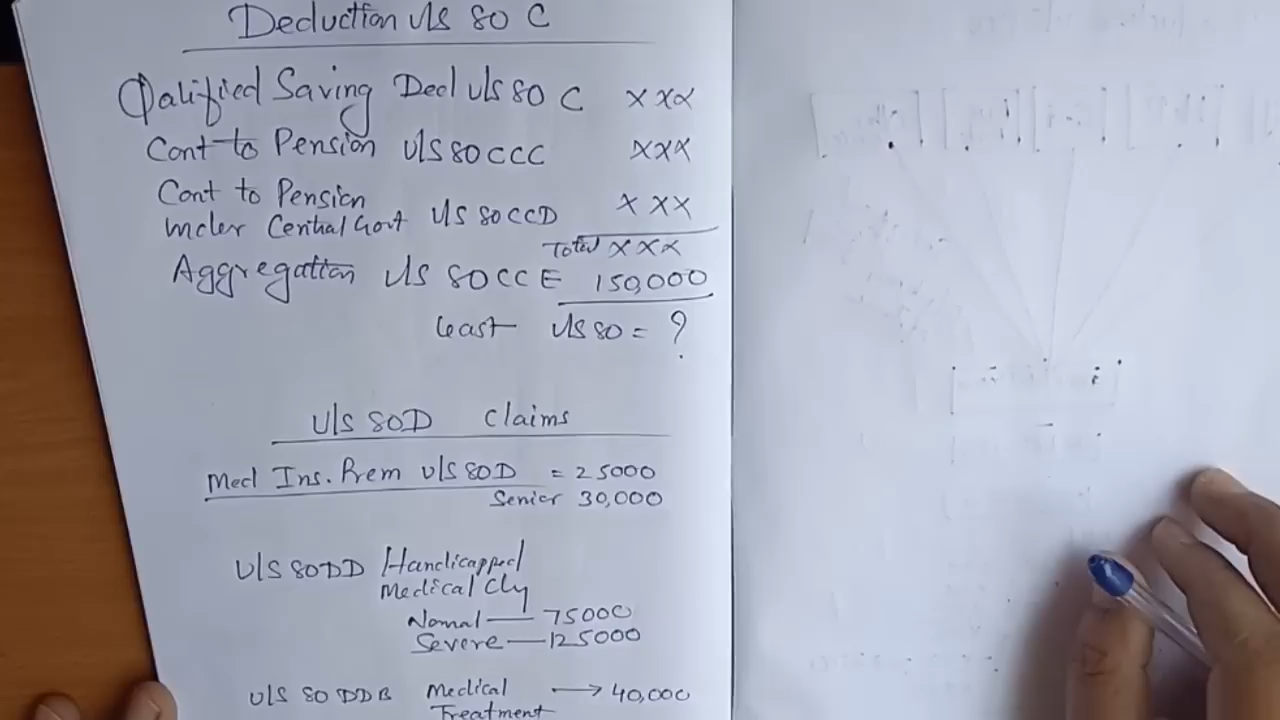 Deduction U/s 80 C
Qalified Saving Ded U/s 80 C xxx
Cont to Pension U/s 80CCC xxx
Cont to Pension
under Central Govt U/s 80CCD xxx
Total xxx
Aggregation U/s 80CCE 150,000
Least U/s 80 = ?
U/s 80D Claims
Med Ins. Prem U/s 80D = 25000
Senior 30,000
U/s 80DD Handicapped
Medical
Nomal — 75000
Severe — 125000
U/s 80 DDB Medical → 40,000
Treatment